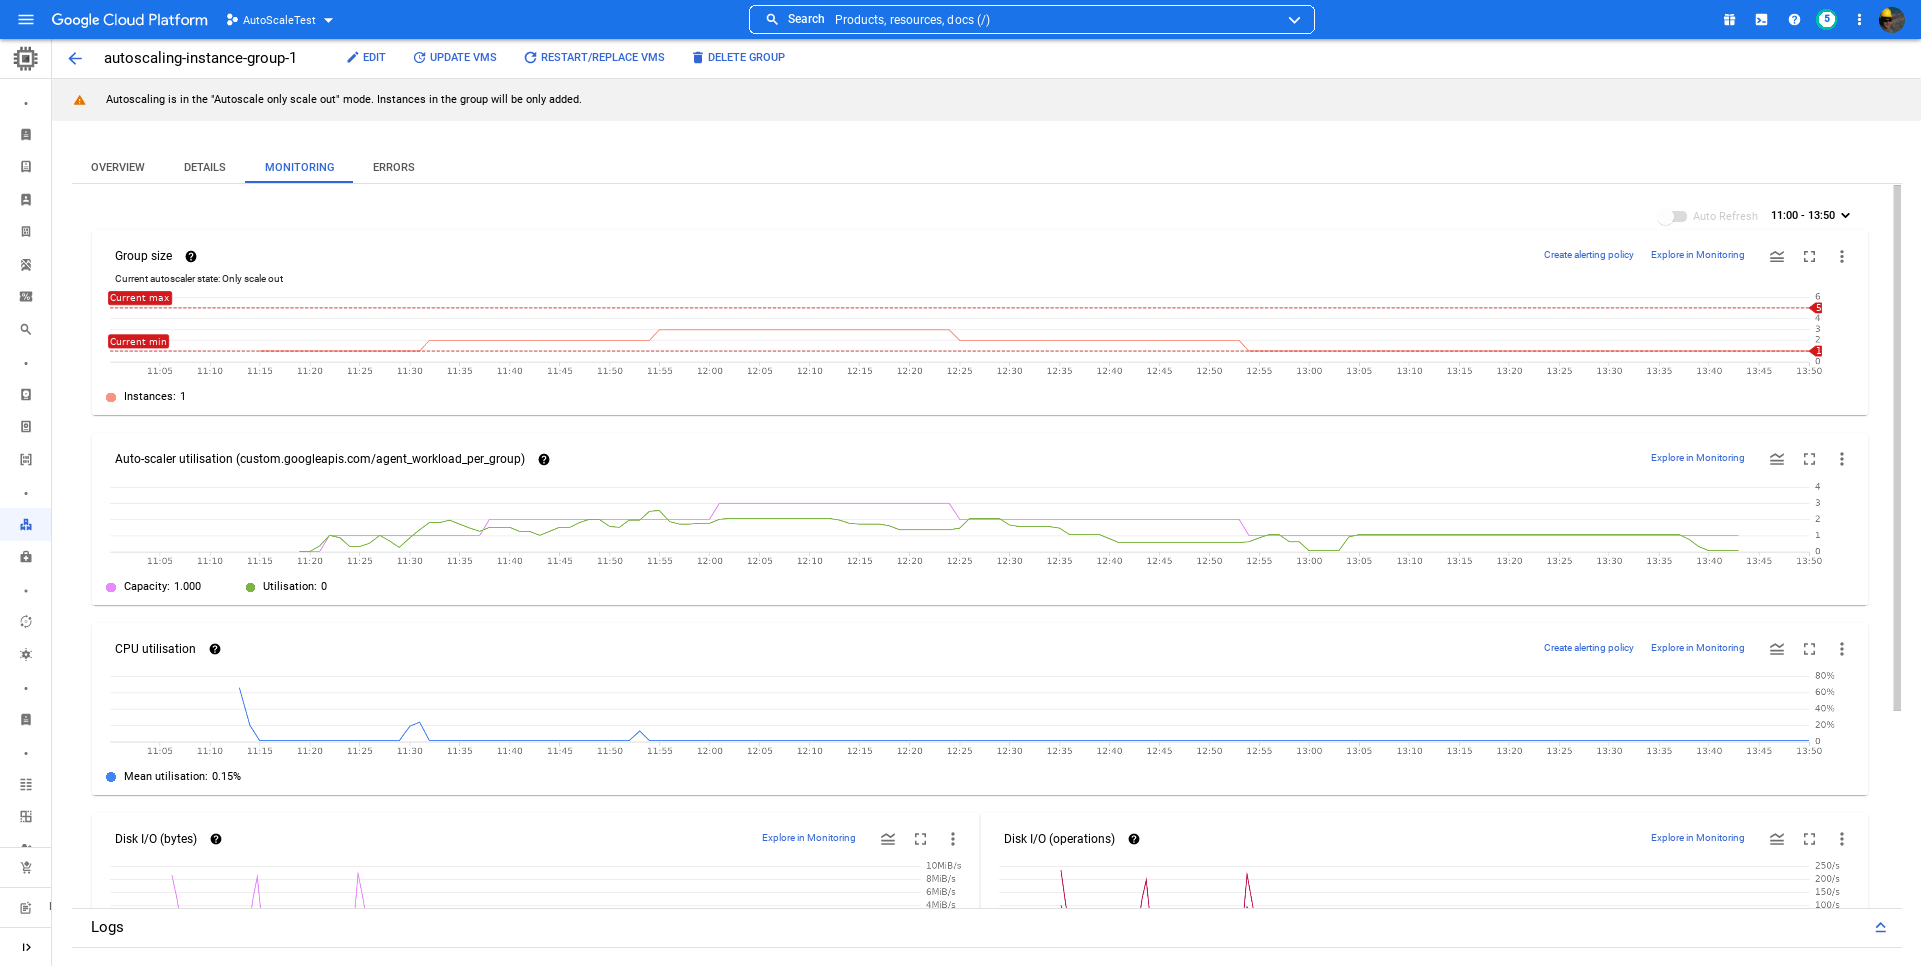 Google Cloud Platform AutoScaleTest Search Products, resources, docs (/) 5
autoscaling-instance-group-1 EDIT UPDATE VMS RESTART/REPLACE VMS DELETE GROUP
Autoscaling is in the "Autoscale only scale out" mode. Instances in the group will be only added.
OVERVIEW DETAILS MONITORING ERRORS
Auto Refresh 11:00 - 13:50
Group size Create alerting policy Explore in Monitoring
Current autoscaler state: Only scale out
Current max
6
5
4
3
Current min
2
1
0
11:05 11:10 11:15 11:20 11:25 11:30 11:35 11:40 11:45 11:50 11:55 12:00 12:05 12:10 12:15 12:20 12:25 12:30 12:35 12:40 12:45 12:50 12:55 13:00 13:05 13:10 13:15 13:20 13:25 13:30 13:35 13:40 13:45 13:50
Instances: 1
Auto-scaler utilisation (custom.googleapis.com/agent_workload_per_group) Explore in Monitoring
4
3
2
1
0
11:05 11:10 11:15 11:20 11:25 11:30 11:35 11:40 11:45 11:50 11:55 12:00 12:05 12:10 12:15 12:20 12:25 12:30 12:35 12:40 12:45 12:50 12:55 13:00 13:05 13:10 13:15 13:20 13:25 13:30 13:35 13:40 13:45 13:50
Capacity: 1.000 Utilisation: 0
CPU utilisation Create alerting policy Explore in Monitoring
80%
60%
40%
20%
0
11:05 11:10 11:15 11:20 11:25 11:30 11:35 11:40 11:45 11:50 11:55 12:00 12:05 12:10 12:15 12:20 12:25 12:30 12:35 12:40 12:45 12:50 12:55 13:00 13:05 13:10 13:15 13:20 13:25 13:30 13:35 13:40 13:45 13:50
Mean utilisation: 0.15%
Disk I/O (bytes) Explore in Monitoring
10MiB/s
8MiB/s
6MiB/s
4MiB/s
Disk I/O (operations) Explore in Monitoring
250/s
200/s
150/s
100/s
Logs